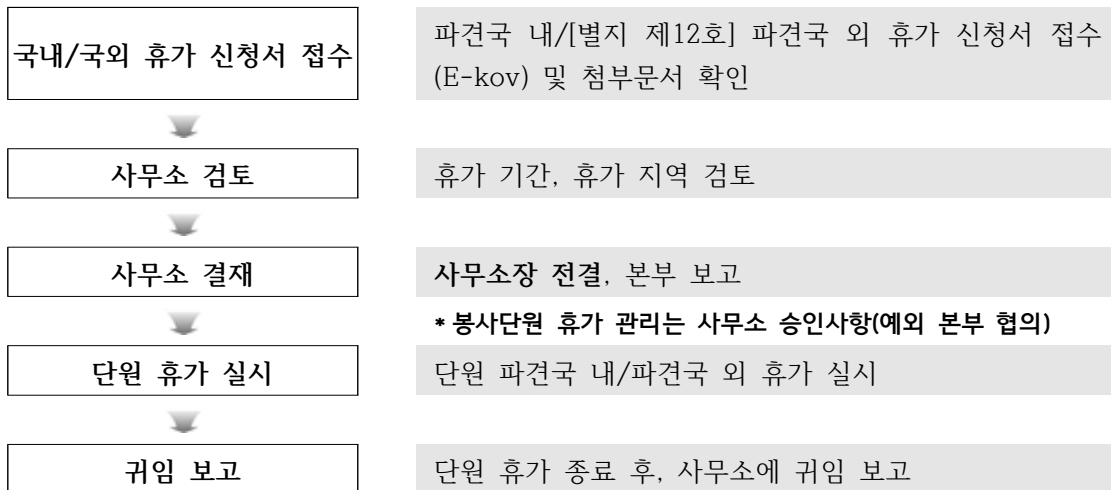 국내/국외 휴가 신청서 접수
파견국 내/[별지 제12호] 파견국 외 휴가 신청서 접수
(E-kov) 및 첨부문서 확인
사무소 검토
휴가 기간, 휴가 지역 검토
사무소 결재
사무소장 전결, 본부 보고
* 봉사단원 휴가 관리는 사무소 승인사항(예외 본부 협의)
단원 휴가 실시
단원 파견국 내/파견국 외 휴가 실시
귀임 보고
단원 휴가 종료 후, 사무소에 귀임 보고